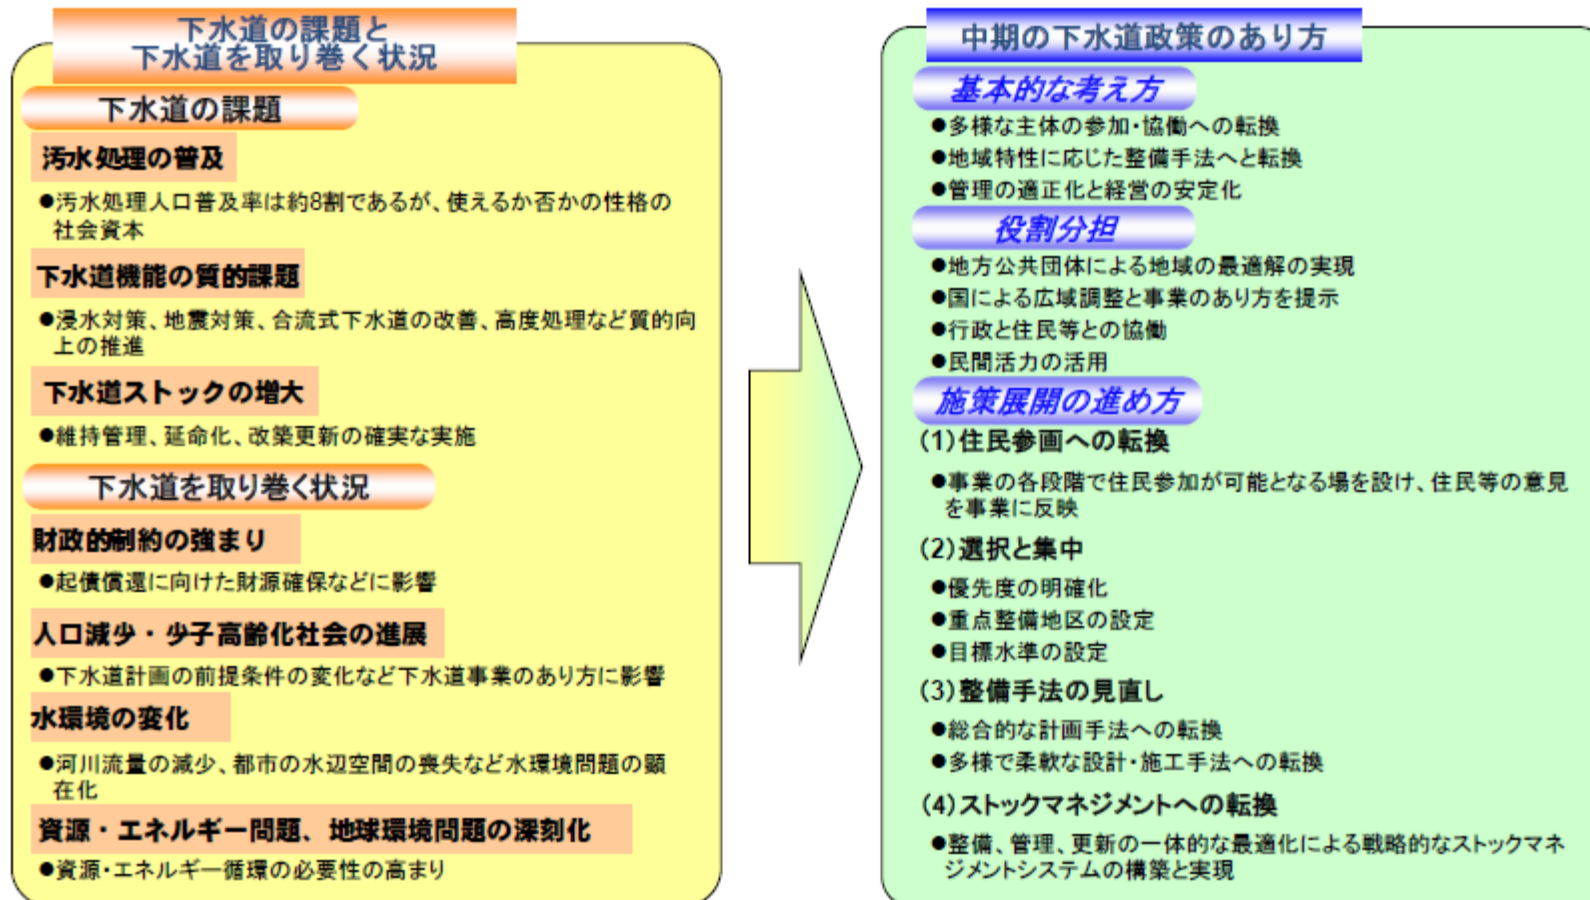 下水道の課題と
下水道を取り巻く状況
下水道の課題
汚水処理の普及
●汚水処理人口普及率は約8割であるが、使えるか否かの性格の
社会資本
下水道機能の質的課題
●浸水対策、地震対策、合流式下水道の改善、高度処理など質的向
上の推進
下水道ストックの増大
●維持管理、延命化、改築更新の確実な実施
下水道を取り巻く状況
財政的制約の強まり
●起債償還に向けた財源確保などに影響
人口減少・少子高齢化社会の進展
●下水道計画の前提条件の変化など下水道事業のあり方に影響
水環境の変化
●河川流量の減少、都市の水辺空間の喪失など水環境問題の顕
在化
資源・エネルギー問題、地球環境問題の深刻化
●資源・エネルギー循環の必要性の高まり
中期の下水道政策のあり方
基本的な考え方
●多様な主体の参加・協働への転換
●地域特性に応じた整備手法へと転換
●管理の適正化と経営の安定化
役割分担
●地方公共団体による地域の最適解の実現
●国による広域調整と事業のあり方を提示
●行政と住民等との協働
●民間活力の活用
施策展開の進め方
(1)住民参画への転換
●事業の各段階で住民参加が可能となる場を設け、住民等の意見
を事業に反映
(2)選択と集中
●優先度の明確化
●重点整備地区の設定
●目標水準の設定
(3)整備手法の見直し
●総合的な計画手法への転換
●多様で柔軟な設計・施工手法への転換
(4)ストックマネジメントへの転換
●整備、管理、更新の一体的な最適化による戦略的なストックマネ
ジメントシステムの構築と実現